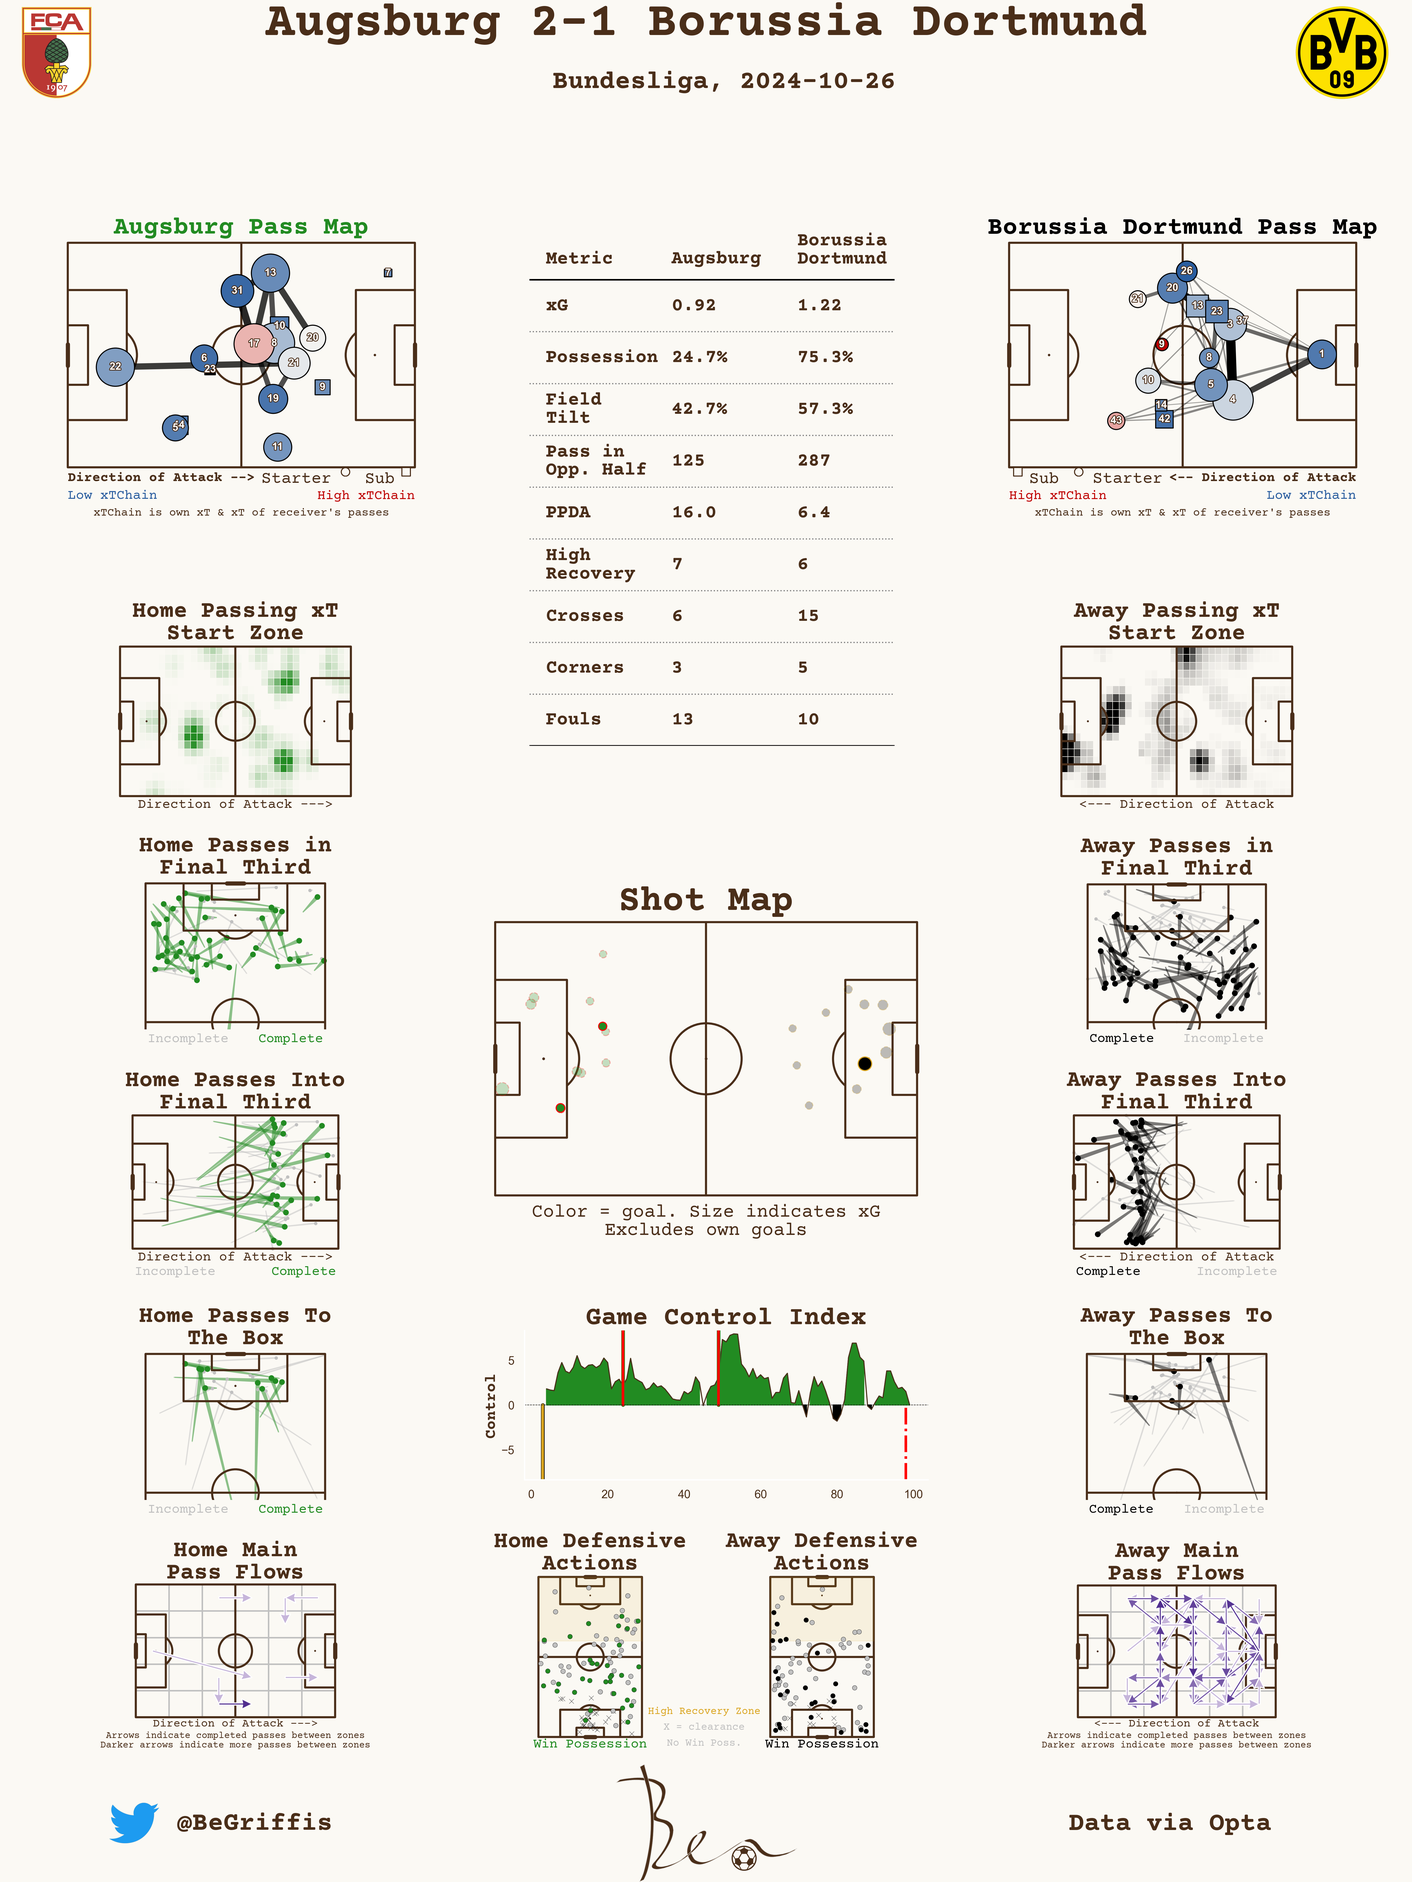 Augsburg 2-1 Borussia Dortmund
Bundesliga, 2024-10-26
FCA
1907
BVB
09
Augsburg Pass Map
13
7
31
10
17
8
20
6
21
22
23
9
19
5
11
Direction of Attack --> Starter Sub
Low xTChain High xTChain
xTChain is own xT & xT of receiver's passes
Metric Augsburg Borussia Dortmund
xG 0.92 1.22
Possession 24.7% 75.3%
Field Tilt 42.7% 57.3%
Pass in Opp. Half 125 287
PPDA 16.0 6.4
High Recovery 7 6
Crosses 6 15
Corners 3 5
Fouls 13 10
Borussia Dortmund Pass Map
26
20
21
13
23
3
37
9
8
1
10
5
4
14
42
43
Sub Starter <-- Direction of Attack
High xTChain Low xTChain
xTChain is own xT & xT of receiver's passes
Home Passing xT
Start Zone
Direction of Attack --->
Away Passing xT
Start Zone
<--- Direction of Attack
Home Passes in
Final Third
Incomplete Complete
Away Passes in
Final Third
Complete Incomplete
Shot Map
Color = goal. Size indicates xG
Excludes own goals
Home Passes Into
Final Third
Direction of Attack --->
Incomplete Complete
Away Passes Into
Final Third
<--- Direction of Attack
Complete Incomplete
Home Passes To
The Box
Incomplete Complete
Game Control Index
Control
5
0
−5
0 20 40 60 80 100
Away Passes To
The Box
Complete Incomplete
Home Main
Pass Flows
Direction of Attack --->
Arrows indicate completed passes between zones
Darker arrows indicate more passes between zones
Home Defensive
Actions
Win Possession
High Recovery Zone
X = clearance
No Win Poss.
Away Defensive
Actions
Win Possession
Away Main
Pass Flows
<--- Direction of Attack
Arrows indicate completed passes between zones
Darker arrows indicate more passes between zones
@BeGriffis
Ben
Data via Opta